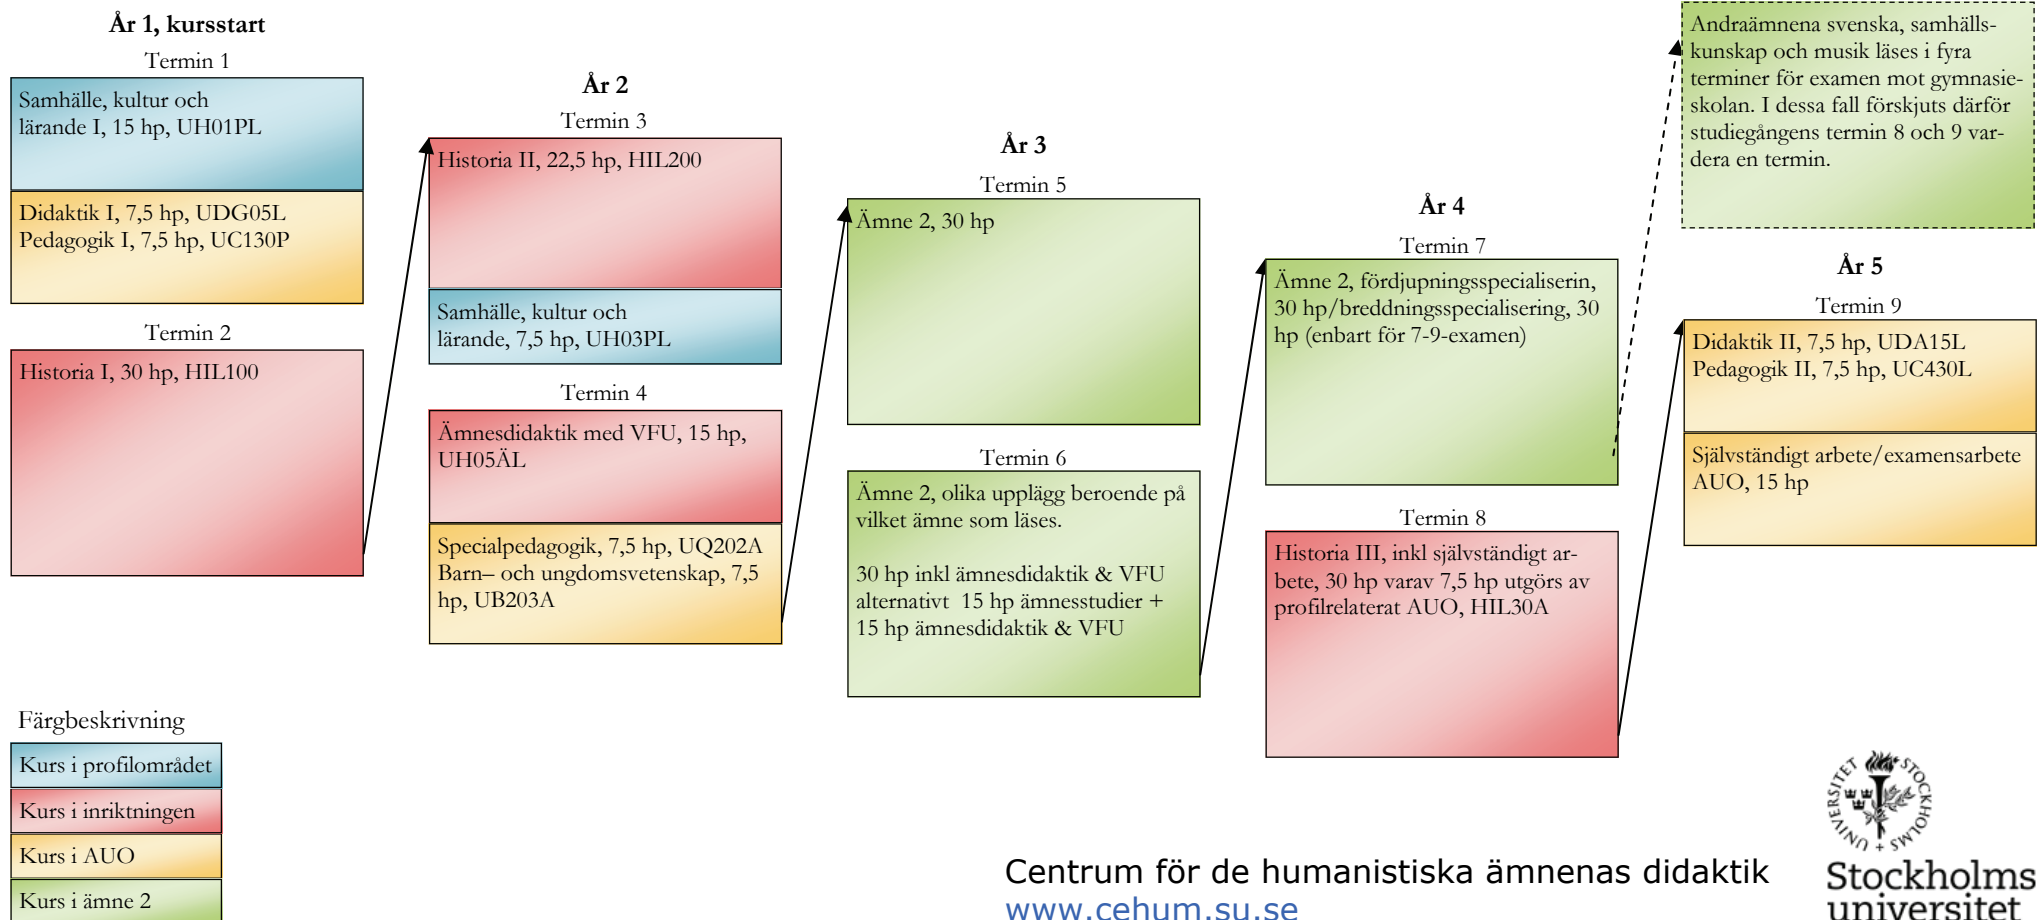 År 1, kursstart
Termin 1
Samhälle, kultur och
lärande I, 15 hp, UH01PL
Didaktik I, 7,5 hp, UDG05L
Pedagogik I, 7,5 hp, UC130P
Termin 2
Historia I, 30 hp, HIL100
År 2
Termin 3
Historia II, 22,5 hp, HIL200
Samhälle, kultur och
lärande, 7,5 hp, UH03PL
Termin 4
Ämnesdidaktik med VFU, 15 hp,
UH05ÄL
Specialpedagogik, 7,5 hp, UQ202A
Barn– och ungdomsvetenskap, 7,5
hp, UB203A
År 3
Termin 5
Ämne 2, 30 hp
Termin 6
Ämne 2, olika upplägg beroende på
vilket ämne som läses.
30 hp inkl ämnesdidaktik & VFU
alternativt 15 hp ämnesstudier +
15 hp ämnesdidaktik & VFU
År 4
Termin 7
Ämne 2, fördjupningsspecialiserin,
30 hp/breddningsspecialisering, 30
hp (enbart för 7-9-examen)
Termin 8
Historia III, inkl självständigt ar-
bete, 30 hp varav 7,5 hp utgörs av
profilrelaterat AUO, HIL30A
Andraämnena svenska, samhälls-
kunskap och musik läses i fyra
terminer för examen mot gymnasie-
skolan. I dessa fall förskjuts därför
studiegångens termin 8 och 9 var-
dera en termin.
År 5
Termin 9
Didaktik II, 7,5 hp, UDA15L
Pedagogik II, 7,5 hp, UC430L
Självständigt arbete/examensarbete
AUO, 15 hp
Färgbeskrivning
Kurs i profilområdet
Kurs i inriktningen
Kurs i AUO
Kurs i ämne 2
Centrum för de humanistiska ämnenas didaktik
www.cehum.su.se
STOCKHOLMS UNIVERSITET +
Stockholms
universitet